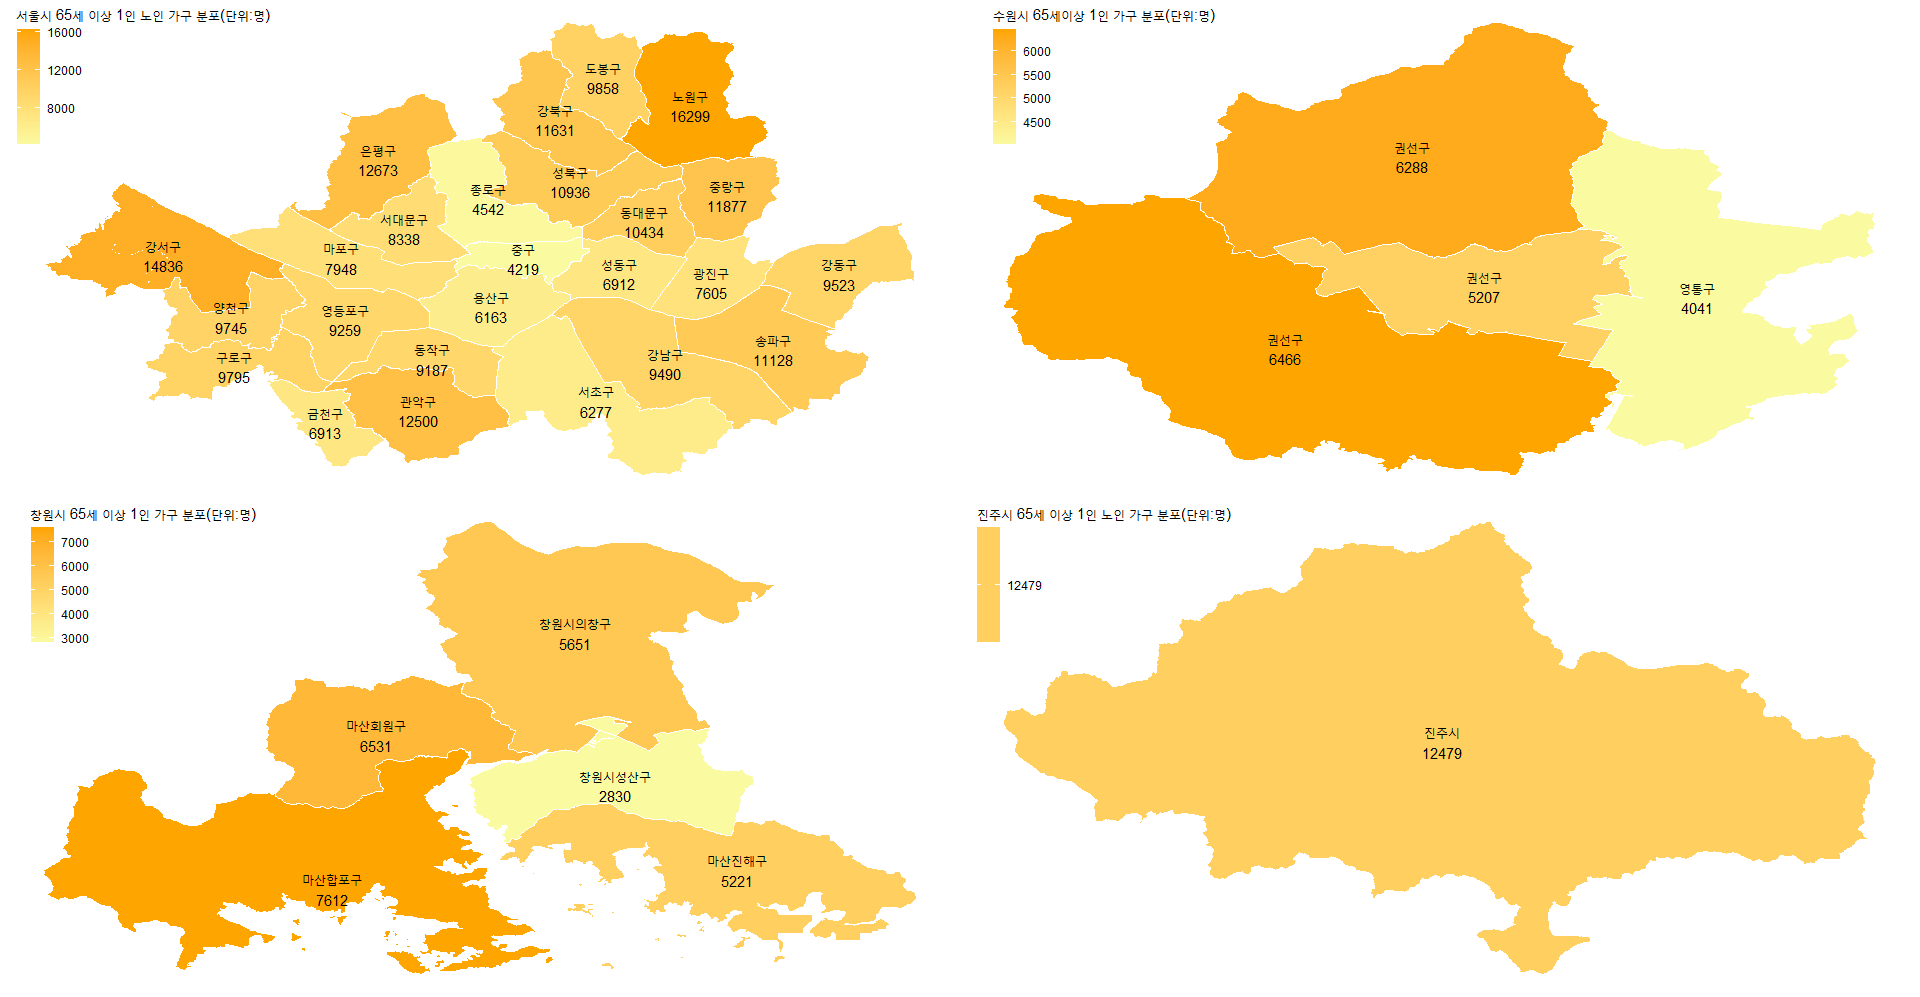 서울시 65세 이상 1인 노인 가구 분포(단위:명)
16000
12000
8000
도봉구
9858
노원구
16299
강북구
11631
은평구
12673
성북구
10936
중랑구
11877
종로구
4542
동대문구
10434
서대문구
8338
강서구
14836
마포구
7948
중구
4219
성동구
6912
광진구
7605
강동구
9523
용산구
6163
양천구
9745
영등포구
9259
송파구
11128
구로구
9795
동작구
9187
강남구
9490
서초구
6277
관악구
12500
금천구
6913
수원시 65세이상 1인 가구 분포(단위:명)
6000
5500
5000
4500
권선구
6288
권선구
5207
영통구
4041
권선구
6466
창원시 65세 이상 1인 가구 분포(단위:명)
7000
6000
5000
4000
3000
창원시의창구
5651
마산회원구
6531
창원시성산구
2830
마산진해구
5221
마산합포구
7612
진주시 65세 이상 1인 노인 가구 분포(단위:명)
12479
진주시
12479